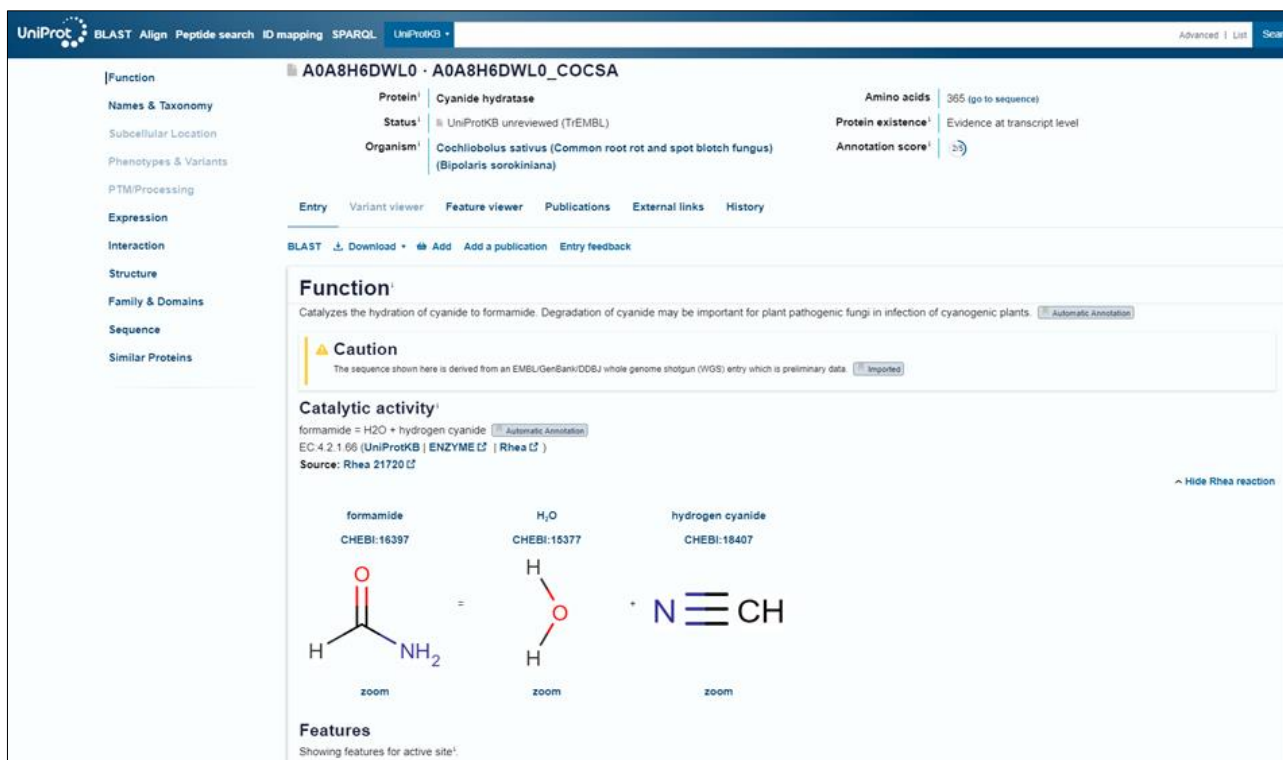 UniProt BLAST Align Peptide search ID mapping SPARQL UniProtKB Advanced | List Sear
Function
Names & Taxonomy
Subcellular Location
Phenotypes & Variants
PTM/Processing
Expression
Interaction
Structure
Family & Domains
Sequence
Similar Proteins
A0A8H6DWL0 · A0A8H6DWL0_COCSA
Protein i Cyanide hydratase
Status i UniProtKB unreviewed (TrEMBL)
Organism i Cochliobolus sativus (Common root rot and spot blotch fungus)
(Bipolaris sorokiniana)
Amino acids 365 (go to sequence)
Protein existence i Evidence at transcript level
Annotation score i 2/5
Entry Variant viewer Feature viewer Publications External links History
BLAST Download Add Add a publication Entry feedback
Function i
Catalyzes the hydration of cyanide to formamide. Degradation of cyanide may be important for plant pathogenic fungi in infection of cyanogenic plants. Automatic Annotation
Caution
The sequence shown here is derived from an EMBL/GenBank/DDBJ whole genome shotgun (WGS) entry which is preliminary data. Imported
Catalytic activity i
formamide = H2O + hydrogen cyanide Automatic Annotation
EC:4.2.1.66 (UniProtKB | ENZYME | Rhea )
Source: Rhea 21720
Hide Rhea reaction
formamide H₂O hydrogen cyanide
CHEBI:16397 CHEBI:15377 CHEBI:18407
O H
= O + N CH
H NH₂ H
zoom zoom zoom
Features
Showing features for active site i.